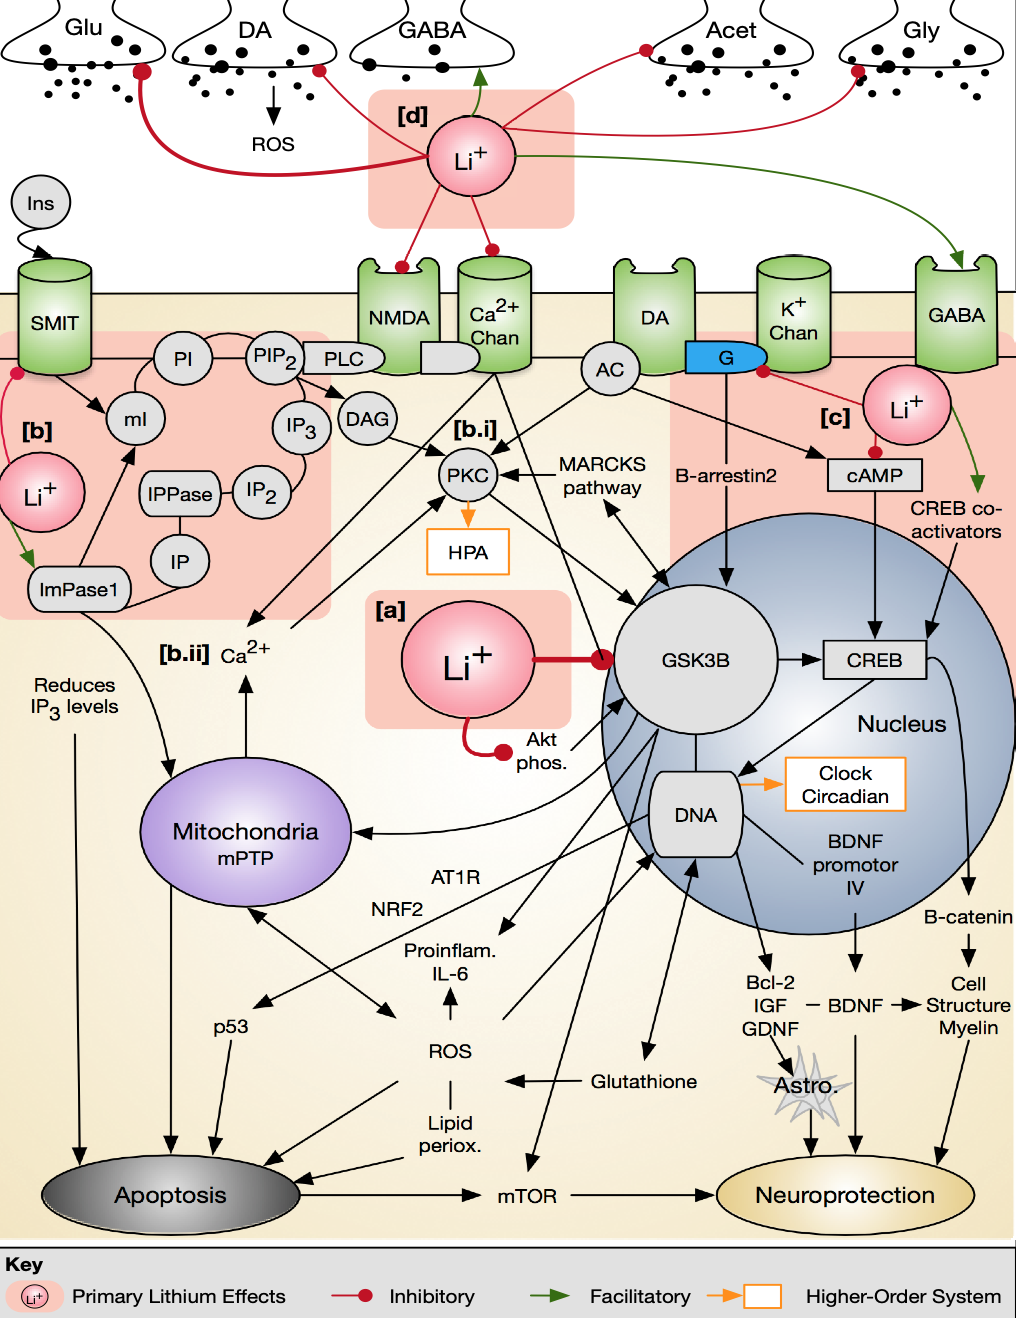 Glu
DA
GABA
Acet
Gly
ROS
[d]
Li+
Ins
SMIT
NMDA
Ca2+
Chan
DA
K+
Chan
GABA
PI
PIP2
PLC
AC
G
mI
IP3
DAG
[b]
Li+
[b.i]
PKC
[c]
Li+
IPPase
IP2
MARCKS
pathway
B-arrestin2
cAMP
CREB co-
activators
IP
HPA
ImPase1
[a]
Li+
GSK3B
CREB
[b.ii]
Ca2+
Reduces
IP3 levels
Nucleus
Akt
phos.
Clock
Circadian
DNA
Mitochondria
mPTP
BDNF
promotor
IV
AT1R
NRF2
B-catenin
Proinflam.
IL-6
Bcl-2
IGF
GDNF
BDNF
Cell
Structure
Myelin
p53
ROS
Glutathione
Astro.
Lipid
periox.
Apoptosis
mTOR
Neuroprotection
Key
Li+
Primary Lithium Effects
Inhibitory
Facilitatory
Higher-Order System